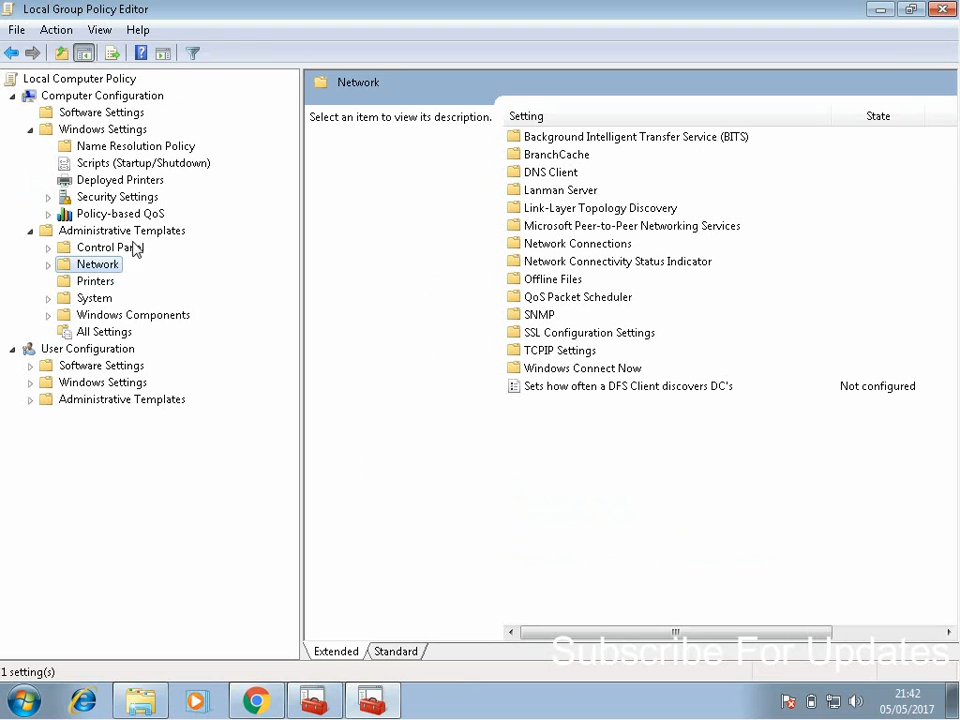 Local Group Policy Editor
File Action View Help
Local Computer Policy
Computer Configuration
Software Settings
Windows Settings
Name Resolution Policy
Scripts (Startup/Shutdown)
Deployed Printers
Security Settings
Policy-based QoS
Administrative Templates
Control Panel
Network
Printers
System
Windows Components
All Settings
User Configuration
Software Settings
Windows Settings
Administrative Templates
Network
Select an item to view its description.
Setting State
Background Intelligent Transfer Service (BITS)
BranchCache
DNS Client
Lanman Server
Link-Layer Topology Discovery
Microsoft Peer-to-Peer Networking Services
Network Connections
Network Connectivity Status Indicator
Offline Files
QoS Packet Scheduler
SNMP
SSL Configuration Settings
TCPIP Settings
Windows Connect Now
Sets how often a DFS Client discovers DC's Not configured
Extended Standard
Subscribe For Updates
1 setting(s)
21:42
05/05/2017